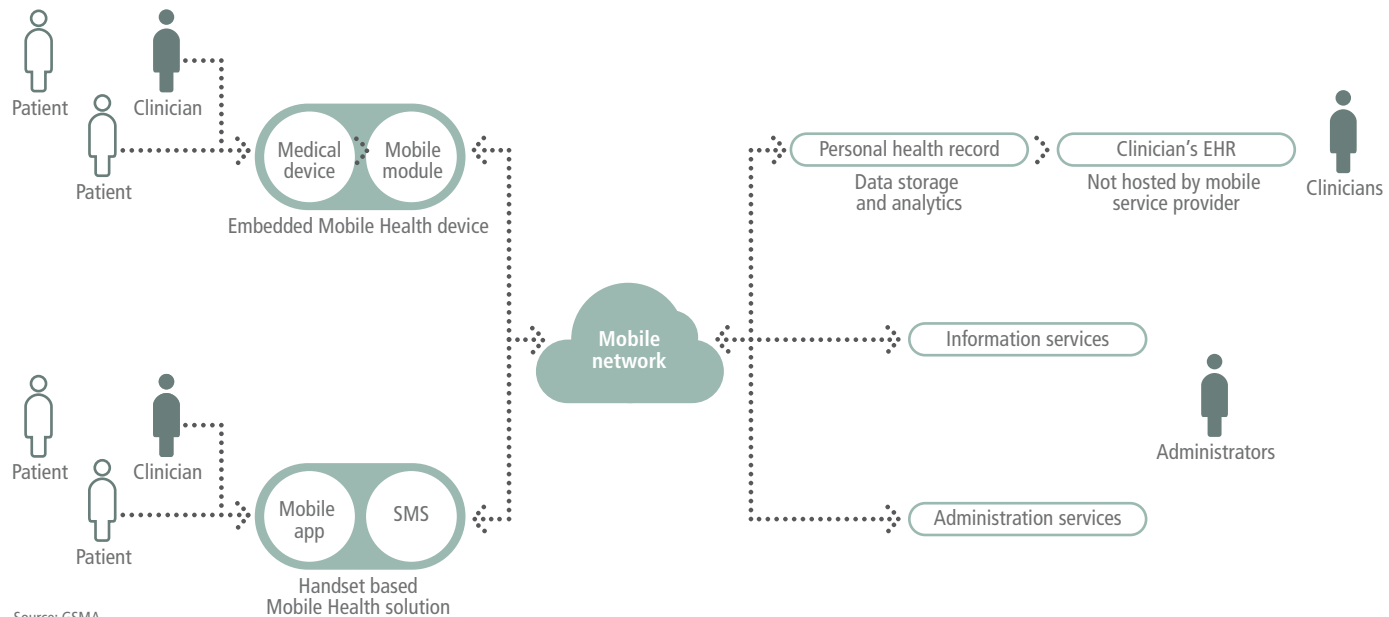 Patient
Clinician
Patient
Medical
device
Mobile
module
Embedded Mobile Health device
Patient
Clinician
Patient
Mobile
app
SMS
Handset based
Mobile Health solution
Mobile
network
Personal health record
Data storage
and analytics
Clinician's EHR
Not hosted by mobile
service provider
Clinicians
Information services
Administrators
Administration services
Source: GSMA